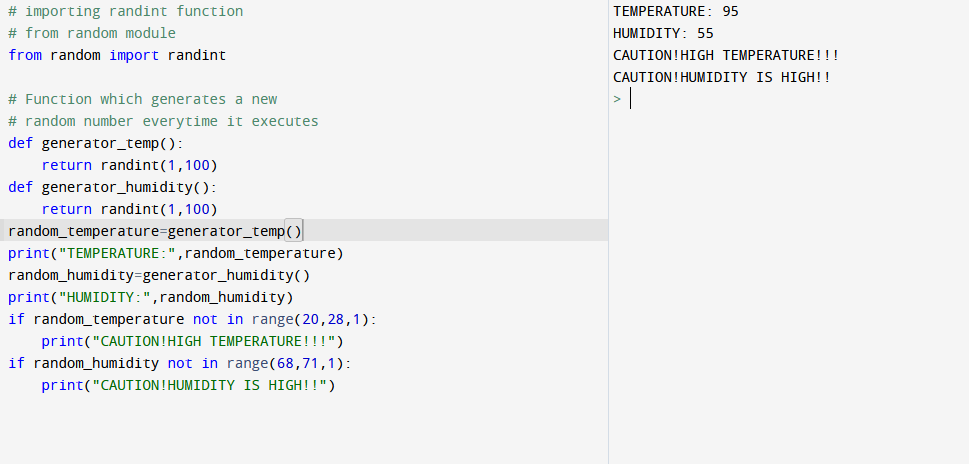 # importing randint function
# from random module
from random import randint

# Function which generates a new
# random number everytime it executes
def generator_temp():
    return randint(1,100)
def generator_humidity():
    return randint(1,100)
random_temperature=generator_temp()
print("TEMPERATURE:",random_temperature)
random_humidity=generator_humidity()
print("HUMIDITY:",random_humidity)
if random_temperature not in range(20,28,1):
    print("CAUTION!HIGH TEMPERATURE!!!")
if random_humidity not in range(68,71,1):
    print("CAUTION!HUMIDITY IS HIGH!!")
TEMPERATURE: 95
HUMIDITY: 55
CAUTION!HIGH TEMPERATURE!!!
CAUTION!HUMIDITY IS HIGH!!
>